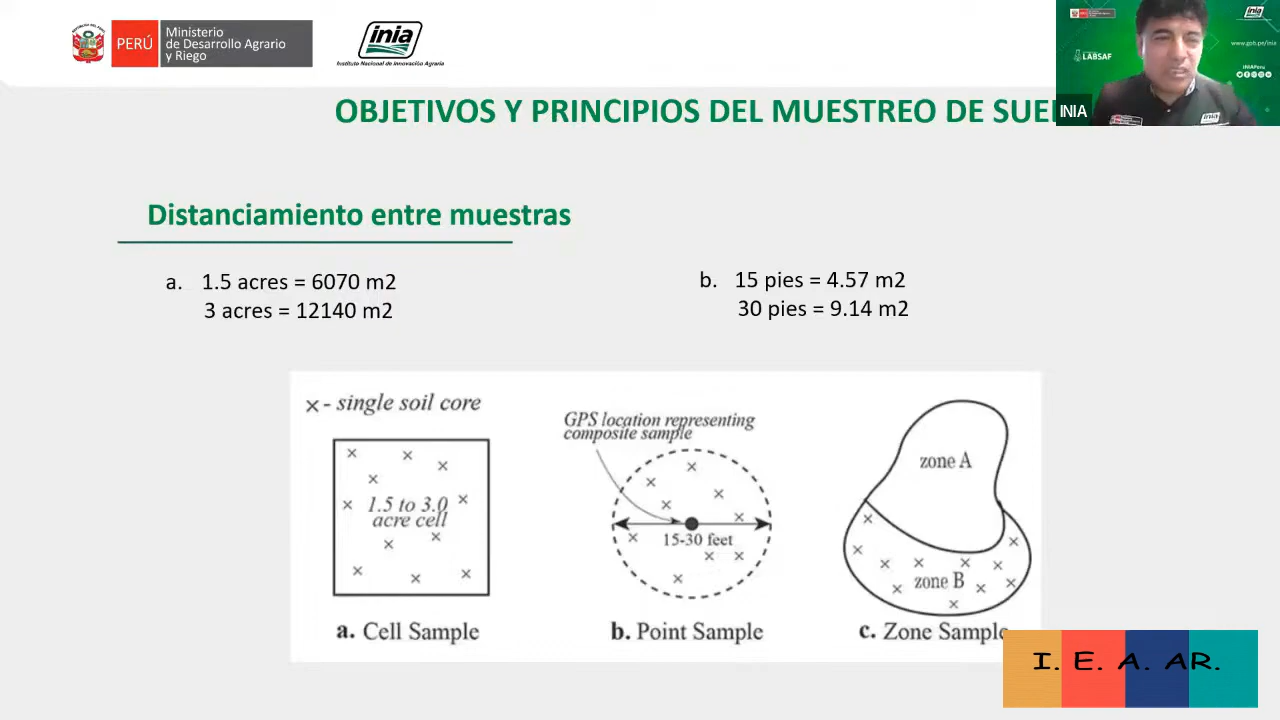 PERÚ
Ministerio
de Desarrollo Agrario
y Riego
inia
Instituto Nacional de Innovación Agraria
inia
www.gob.pe/inia
LABSAF
INIAPeru
INIA
inia
OBJETIVOS Y PRINCIPIOS DEL MUESTREO DE SUE
Distanciamiento entre muestras
a. 1.5 acres = 6070 m2
3 acres = 12140 m2
b. 15 pies = 4.57 m2
30 pies = 9.14 m2
x - single soil core
1.5 to 3.0
acre cell
a. Cell Sample
GPS location representing
composite sample
15-30 feet
b. Point Sample
zone A
zone B
c. Zone Sample
I. E. A. AR.